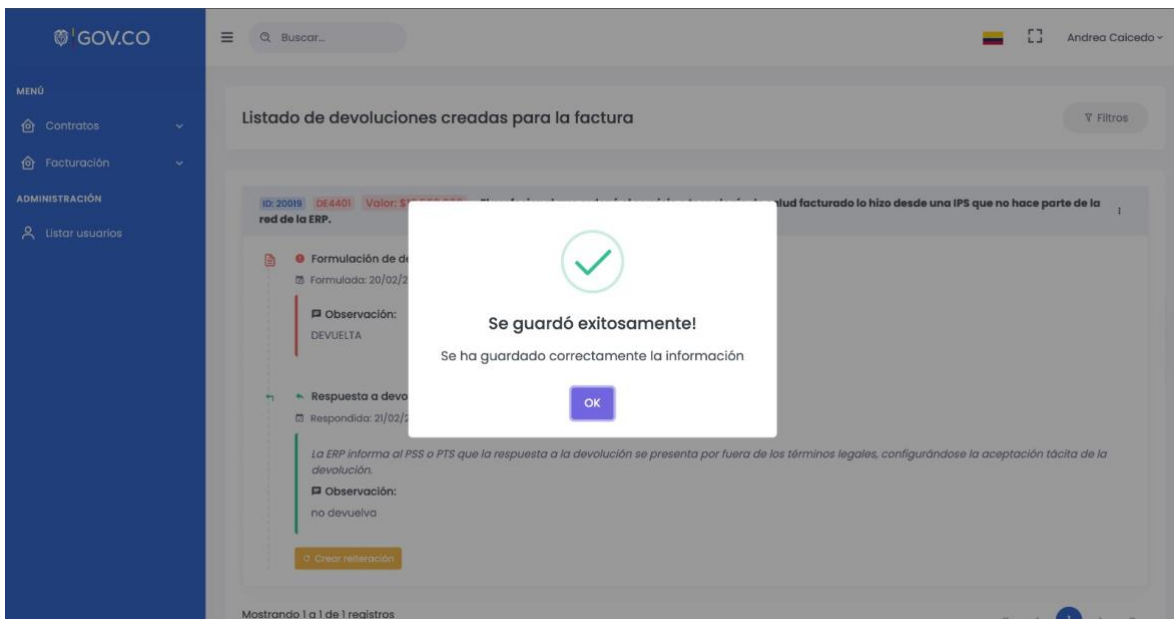 GOV.CO
Buscar...
Andrea Caicedo
MENÚ
Contratos
Facturación
ADMINISTRACIÓN
Listar usuarios
Listado de devoluciones creadas para la factura
Filtros
ID: 20019 DE4401 Valor: $ salud facturado lo hizo desde una IPS que no hace parte de la
red de la ERP.
Formulación de
Formulada: 20/02/2
Observación:
DEVUELTA
Se guardó exitosamente!
Se ha guardado correctamente la información
OK
Respuesta a devo
Respondida: 21/02/2
La ERP informa al PSS o PTS que la respuesta a la devolución se presenta por fuera de los términos legales, configurándose la aceptación tácita de la
devolución.
Observación:
no devuelva
Crear reiteración
Mostrando 1 a 1 de 1 registros
1